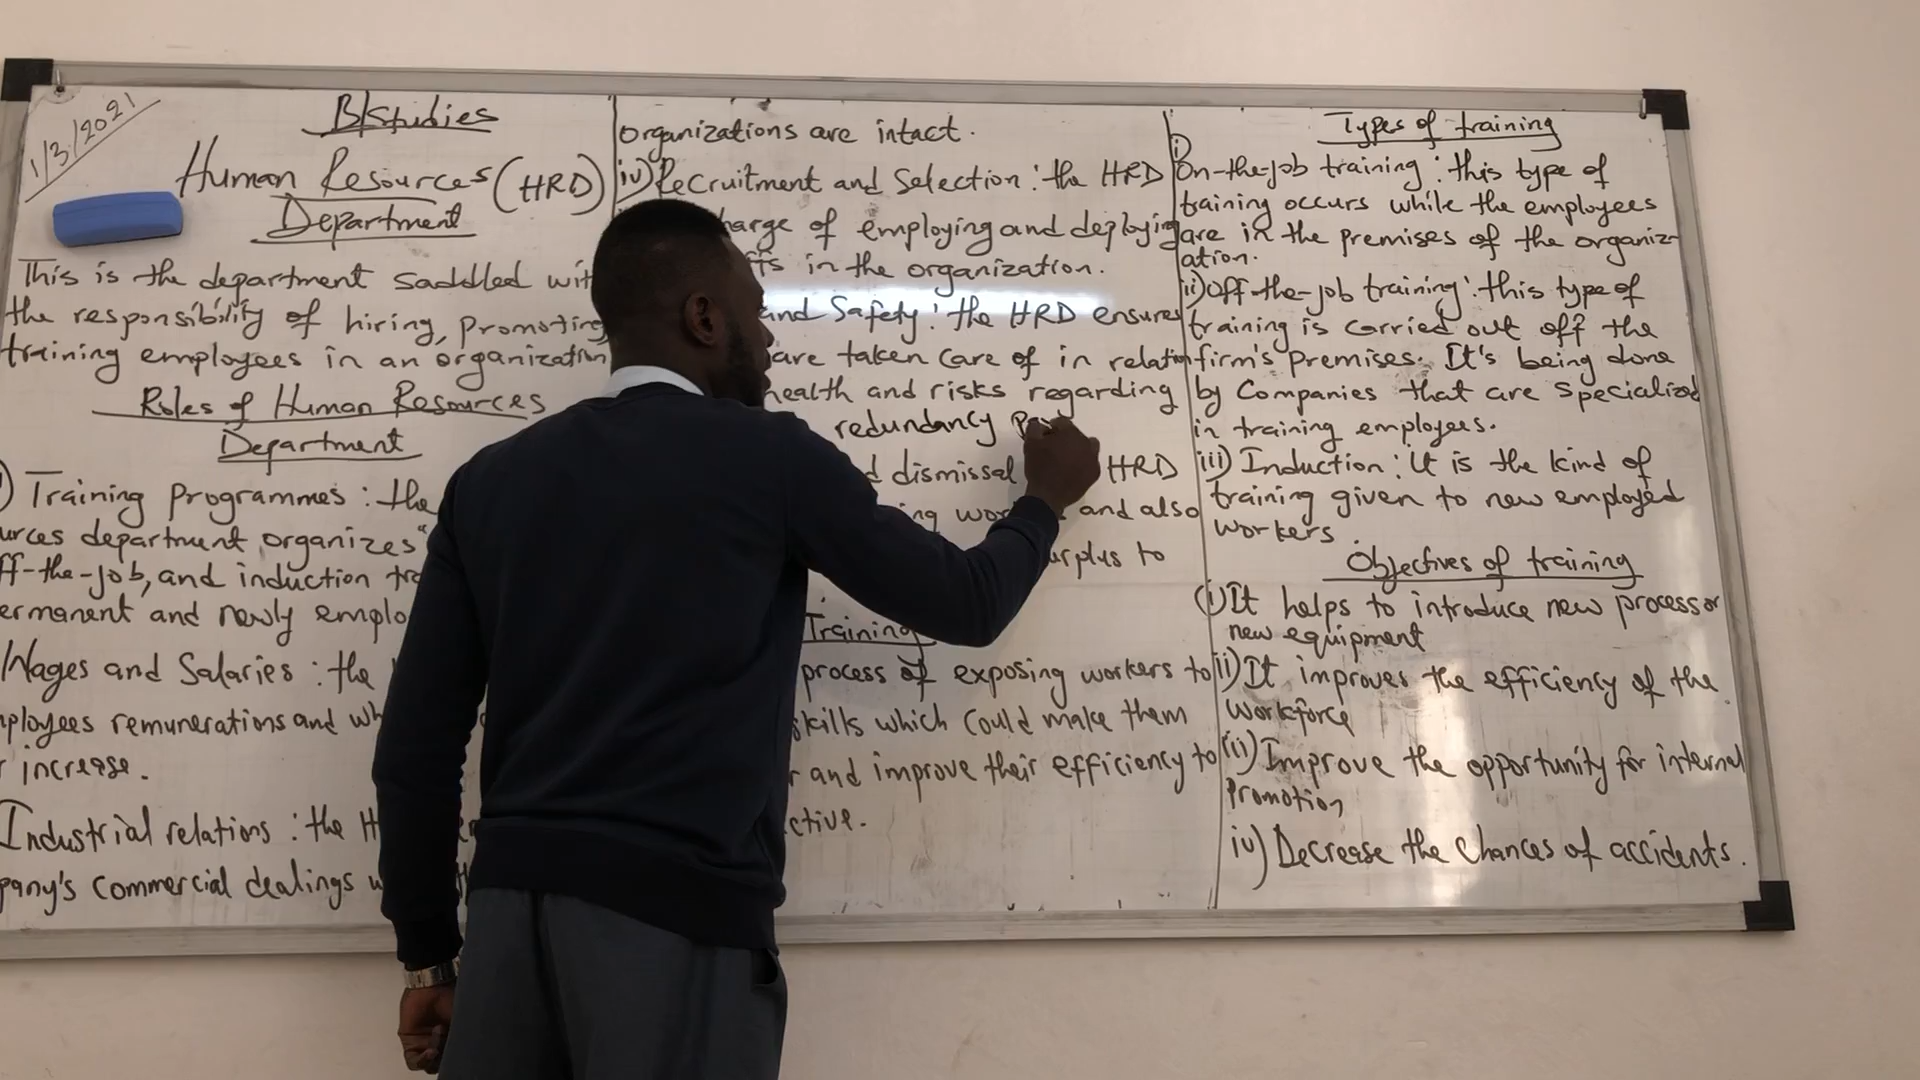 1/3/2021
B/Studies
Human Resources (HRD)
Department
This is the department saddled wit
the responsibility of hiring, promoting
training employees in an organization
Roles of Human Resources
Department
) Training programmes : the
urces department organizes "
ff-the-job, and induction tra
ermanent and newly emplo
Wages and Salaries : the
ployees remunerations and wh
r increase.
Industrial relations : the H
pany's commercial dealings w
organizations are intact.
iv) Recruitment and Selection : the HRD
harge of employing and deploying
ffs in the organization.
and Safety : the HRD ensures
are taken care of in relation
health and risks regarding
redundancy
d dismissal HRD
ing wor and also
urplus to
Training
process of exposing workers to
skills which could make them
r and improve their efficiency to
ctive.
Types of training
i) On-the-job training : this type of
training occurs while the employees
are in the premises of the organiz-
ation.
ii) Off-the-job training : this type of
training is carried out off the
firm's premises. It's being done
by Companies that are specialized
in training employees.
iii) Induction : it is the kind of
training given to new employed
workers.
Objectives of training
(i) It helps to introduce new process or
new equipment
ii) It improves the efficiency of the
workforce
iii) Improve the opportunity for internal
promotion
iv) Decrease the chances of accidents.